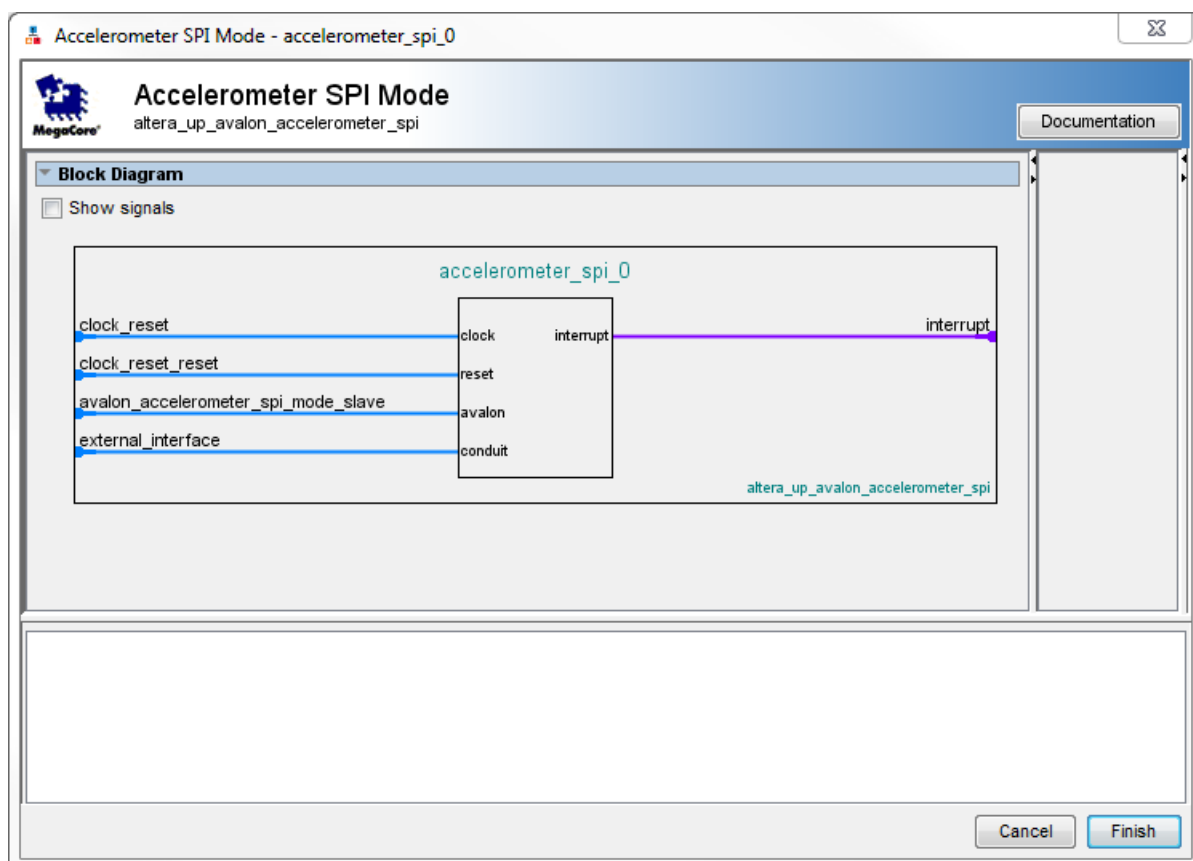 Accelerometer SPI Mode - accelerometer_spi_0
MegaCore®
Accelerometer SPI Mode
altera_up_avalon_accelerometer_spi
Documentation
Block Diagram
Show signals
accelerometer_spi_0
clock_reset
clock
interrupt
interrupt
clock_reset_reset
reset
avalon_accelerometer_spi_mode_slave
avalon
external_interface
conduit
altera_up_avalon_accelerometer_spi
Cancel
Finish